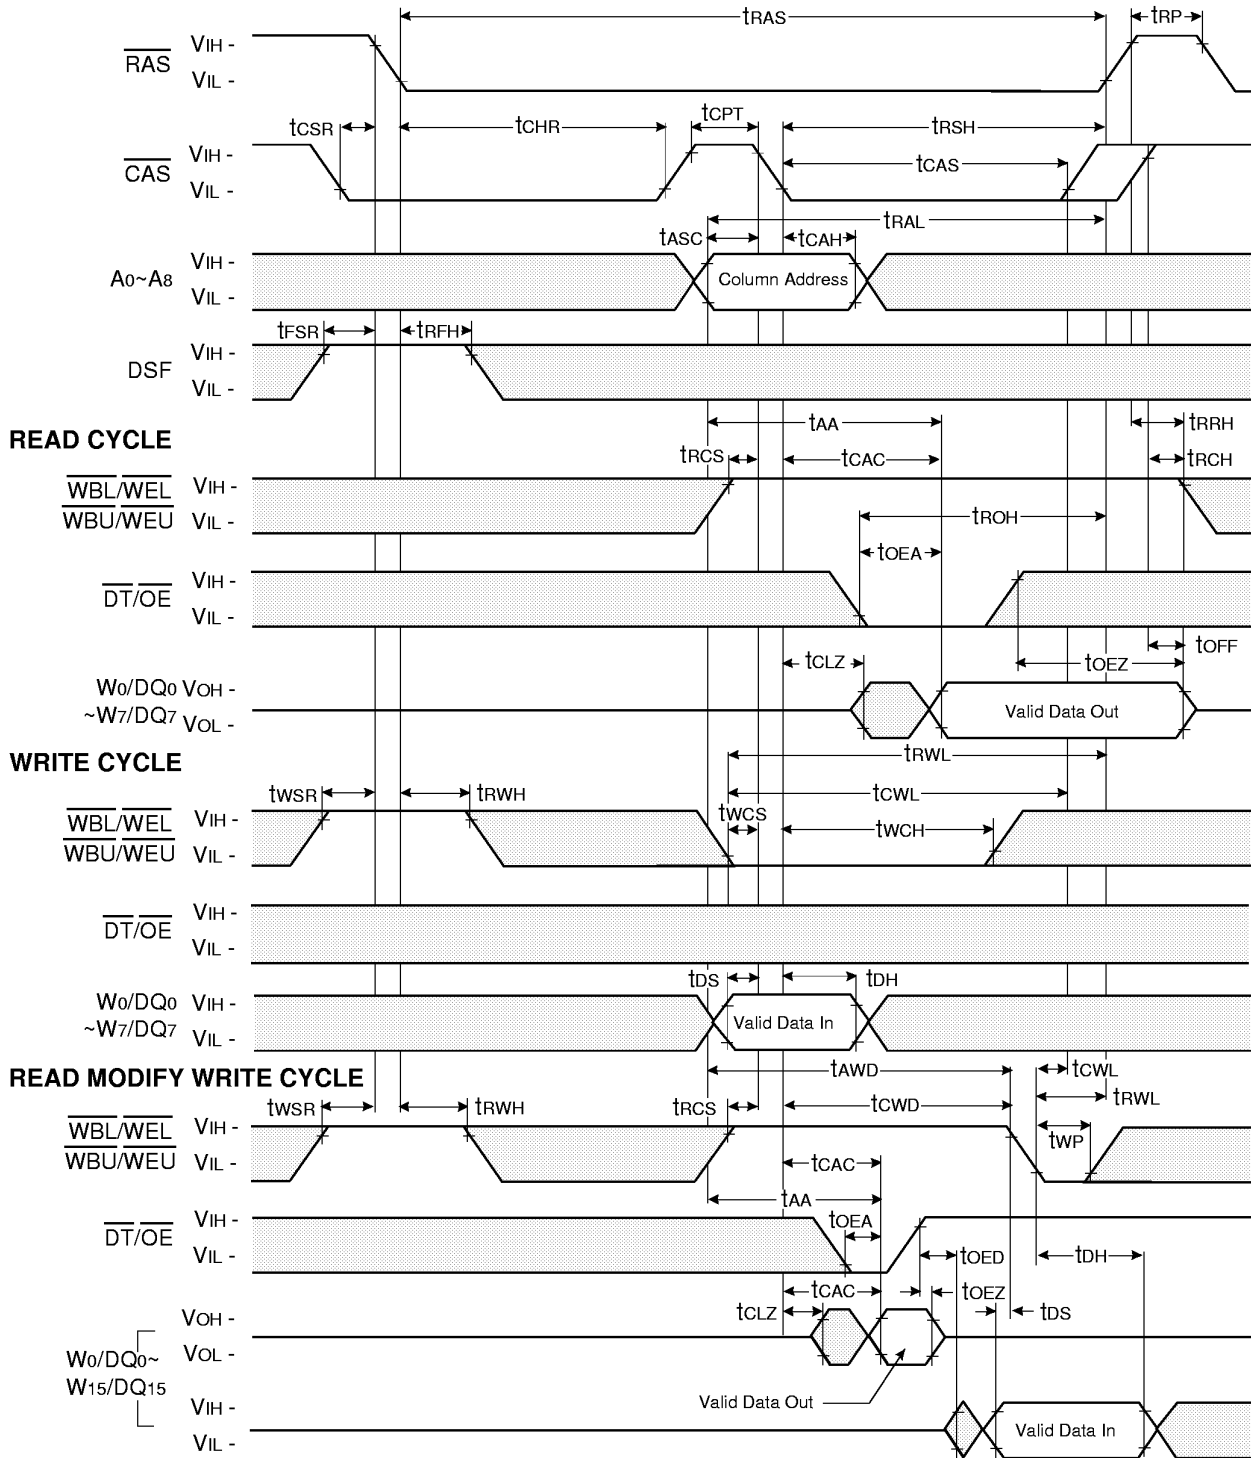 tRAS tRP
RAS VIH -
VIL -
tCSR tCHR tCPT tRSH
CAS VIH -
VIL -
tCAS
tRAL
tASC tCAH
A0~A8 VIH -
VIL -
Column Address
tFSR tRFH
DSF VIH -
VIL -
READ CYCLE
tAA tRRH
tRCS tCAC tRCH
WBL/WEL VIH -
WBU/WEU VIL -
tROH
tOEA
DT/OE VIH -
VIL -
tCLZ tOEZ tOFF
W0/DQ0 VOH -
~W7/DQ7 VOL -
Valid Data Out
WRITE CYCLE
tRWL
tWSR tRWH tCWL
tWCS tWCH
WBL/WEL VIH -
WBU/WEU VIL -
DT/OE VIH -
VIL -
tDS tDH
W0/DQ0 VIH -
~W7/DQ7 VIL -
Valid Data In
READ MODIFY WRITE CYCLE
tAWD tCWL
tWSR tRWH tRCS tCWD tRWL
WBL/WEL VIH -
WBU/WEU VIL -
tWP
tCAC
tAA
DT/OE VIH -
VIL -
tOEA tOED tDH
tCAC tOEZ
tCLZ tDS
VOH -
VOL -
W0/DQ0~
W15/DQ15
Valid Data Out
VIH -
VIL -
Valid Data In